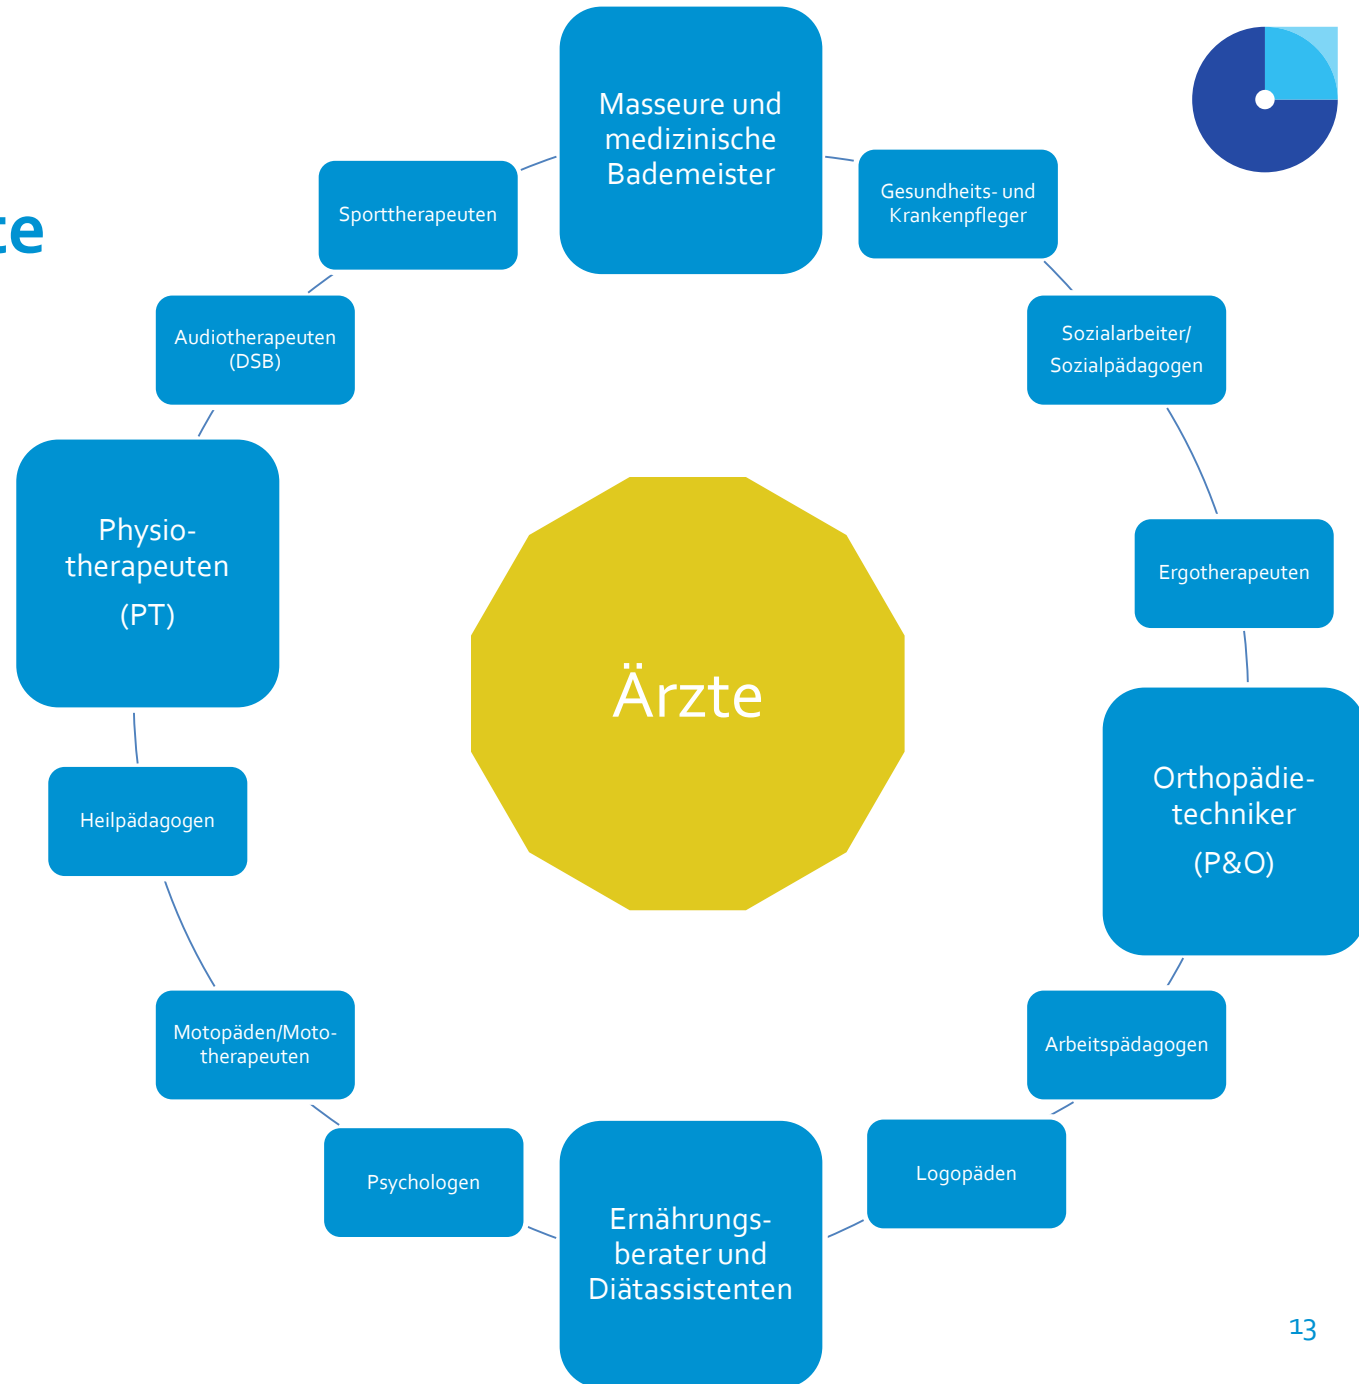 te
Masseure und
medizinische
Bademeister
Gesundheits- und
Krankenpfleger
Sozialarbeiter/
Sozialpädagogen
Ergotherapeuten
Orthopädie-
techniker
(P&O)
Arbeitspädagogen
Logopäden
Ernährungs-
berater und
Diätassistenten
Psychologen
Motopäden/Moto-
therapeuten
Heilpädagogen
Physio-
therapeuten
(PT)
Audiotherapeuten
(DSB)
Sporttherapeuten
Ärzte
13